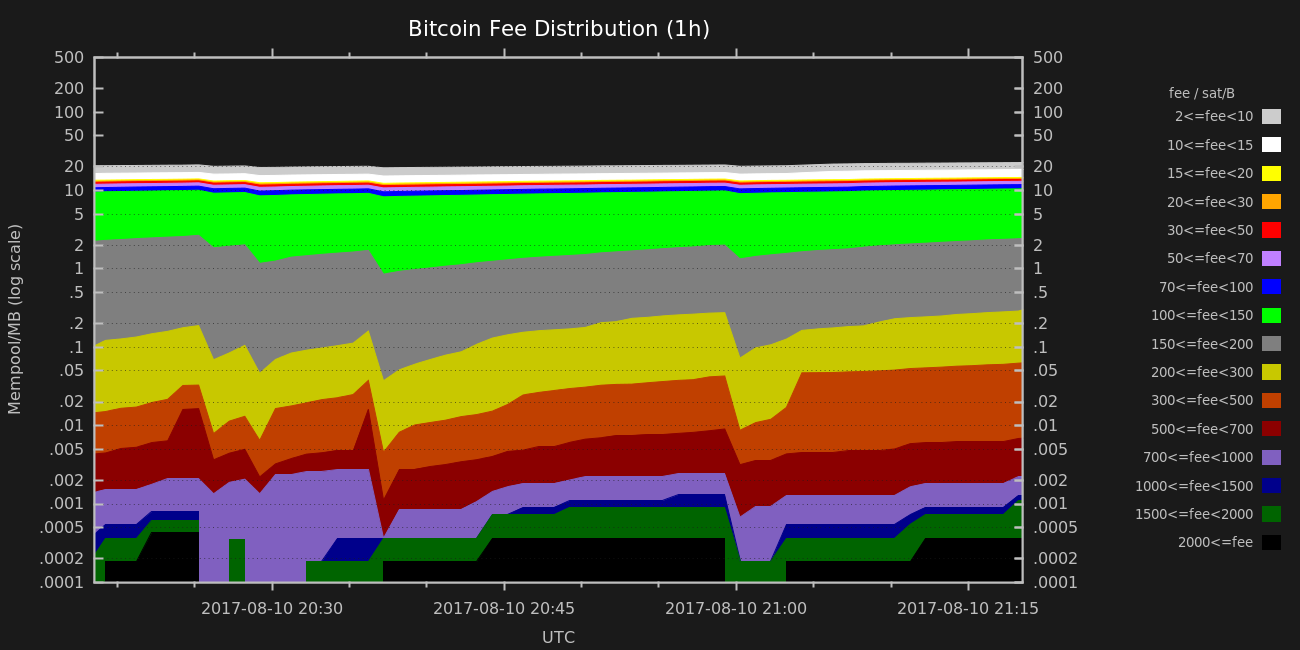 Bitcoin Fee Distribution (1h)
Mempool/MB (log scale)
500
200
100
50
20
10
5
2
1
.5
.2
.1
.05
.02
.01
.005
.002
.001
.0005
.0002
.0001
500
200
100
50
20
10
5
2
1
.5
.2
.1
.05
.02
.01
.005
.002
.001
.0005
.0002
.0001
2017-08-10 20:30
2017-08-10 20:45
2017-08-10 21:00
2017-08-10 21:15
UTC
fee / sat/B
2<=fee<10
10<=fee<15
15<=fee<20
20<=fee<30
30<=fee<50
50<=fee<70
70<=fee<100
100<=fee<150
150<=fee<200
200<=fee<300
300<=fee<500
500<=fee<700
700<=fee<1000
1000<=fee<1500
1500<=fee<2000
2000<=fee